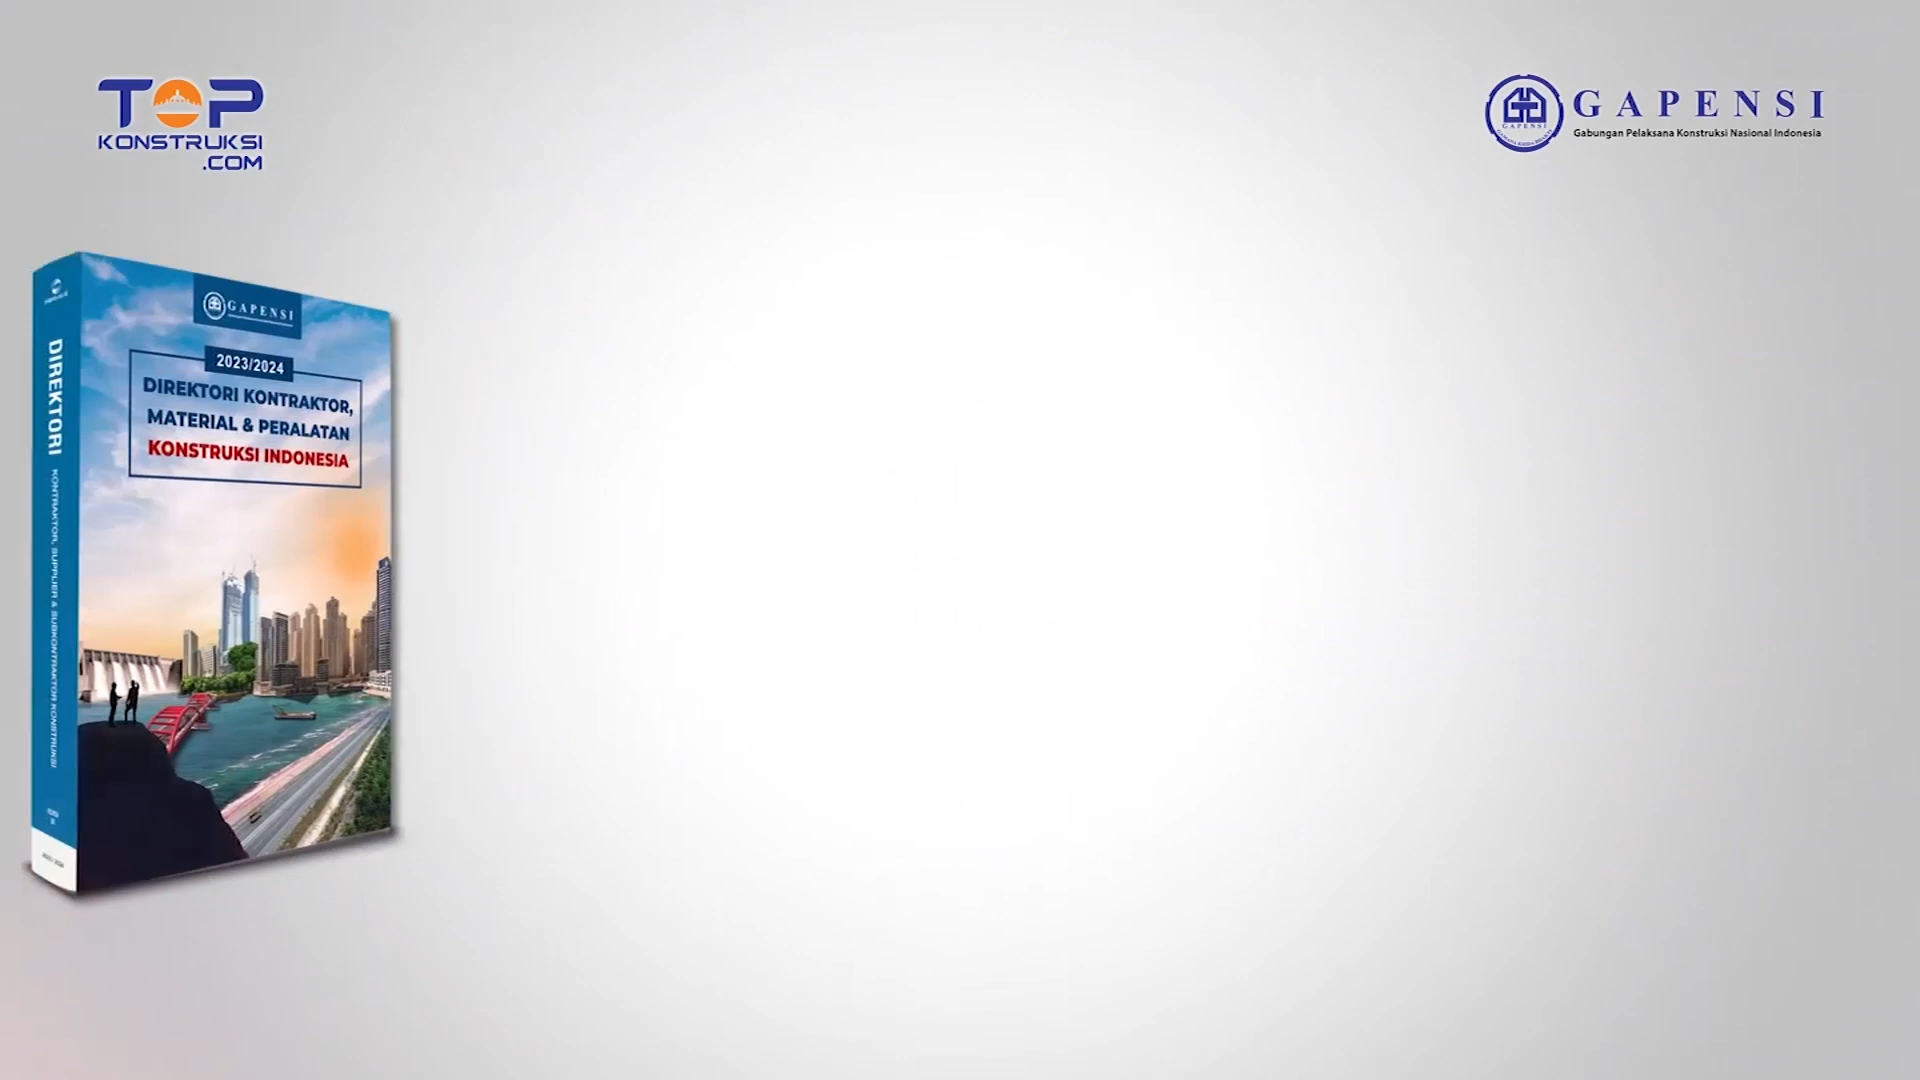 TOP
KONSTRUKSI
.COM
GAPENSI
GAPENSI
Gabungan Pelaksana Konstruksi Nasional Indonesia
GAPENSI
2023/2024
DIREKTORI KONTRAKTOR,
MATERIAL & PERALATAN
KONSTRUKSI INDONESIA
DIREKTORI
KONTRAKTOR, SUPPLIER & SUBKONTRAKTOR KONSTRUKSI